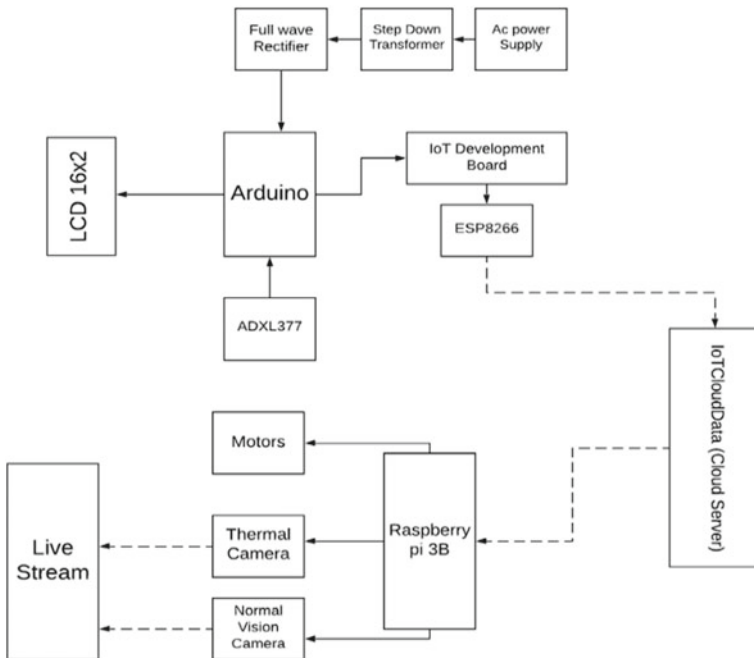 Full wave
Rectifier
Step Down
Transformer
Ac power
Supply
LCD 16x2
Arduino
IoT Development
Board
ESP8266
ADXL377
IoTCloudData (Cloud Server)
Motors
Raspberry
pi 3B
Thermal
Camera
Live
Stream
Normal
Vision
Camera